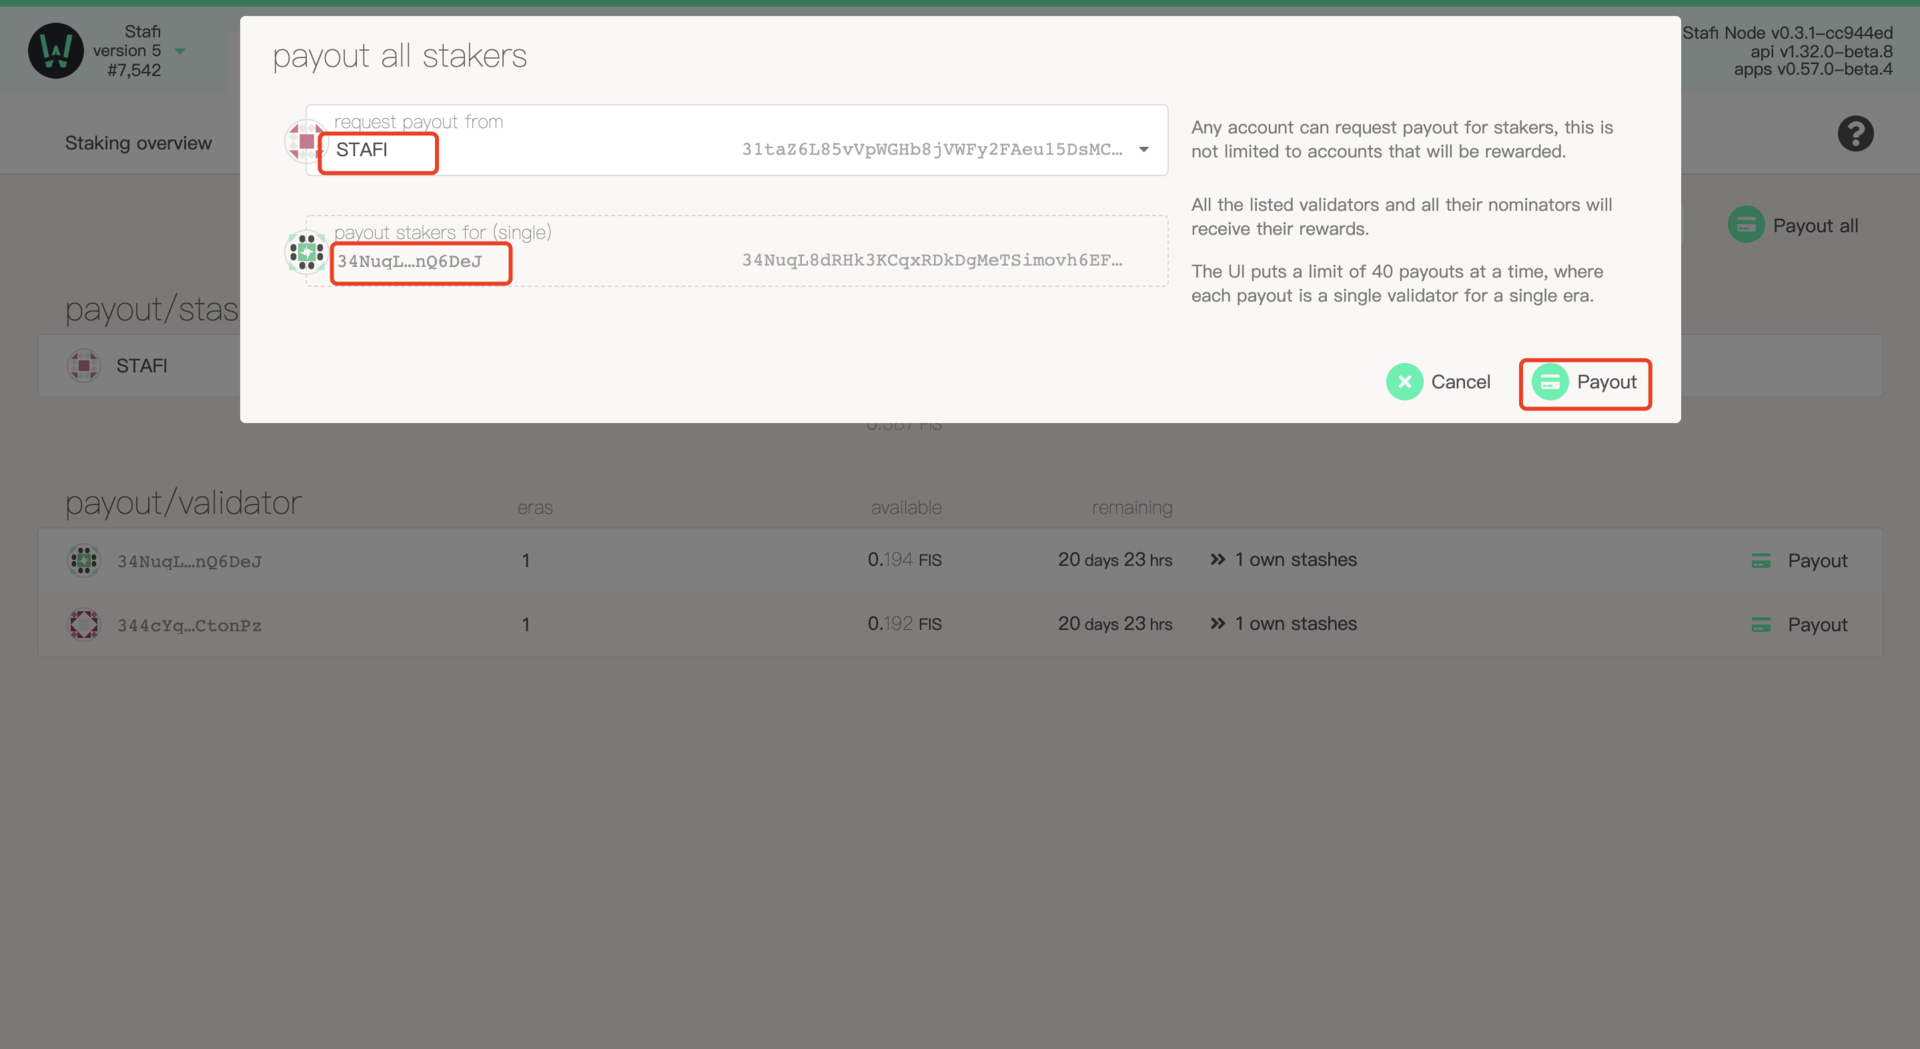 Stafi
version 5
#7,542
payout all stakers
Stafi Node v0.3.1-cc944ed
api v1.32.0-beta.8
apps v0.57.0-beta.4
Staking overview
request payout from
STAFI 31taZ6L85vVpWGHb8jVWFy2FAeu15DsMC…
Any account can request payout for stakers, this is
not limited to accounts that will be rewarded.
payout stakers for (single)
34NuqL…nQ6DeJ 34NuqL8dRHk3KCqxRDkDgMeTSimovh6EF…
All the listed validators and all their nominators will
receive their rewards.
The UI puts a limit of 40 payouts at a time, where
each payout is a single validator for a single era.
Payout all
Cancel Payout
payout/stas
STAFI
0.387 FIS
payout/validator eras available remaining
34NuqL…nQ6DeJ 1 0.194 FIS 20 days 23 hrs 1 own stashes Payout
344cYq…CtonPz 1 0.192 FIS 20 days 23 hrs 1 own stashes Payout